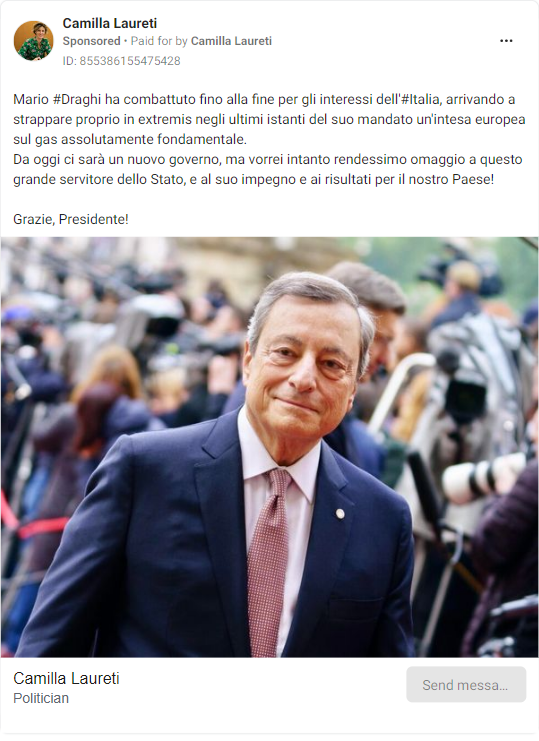 Camilla Laureti
Sponsored • Paid for by Camilla Laureti
ID: 855386155475428
Mario #Draghi ha combattuto fino alla fine per gli interessi dell'#Italia, arrivando a
strappare proprio in extremis negli ultimi istanti del suo mandato un'intesa europea
sul gas assolutamente fondamentale.
Da oggi ci sarà un nuovo governo, ma vorrei intanto rendessimo omaggio a questo
grande servitore dello Stato, e al suo impegno e ai risultati per il nostro Paese!
Grazie, Presidente!
Camilla Laureti
Politician
Send messa...